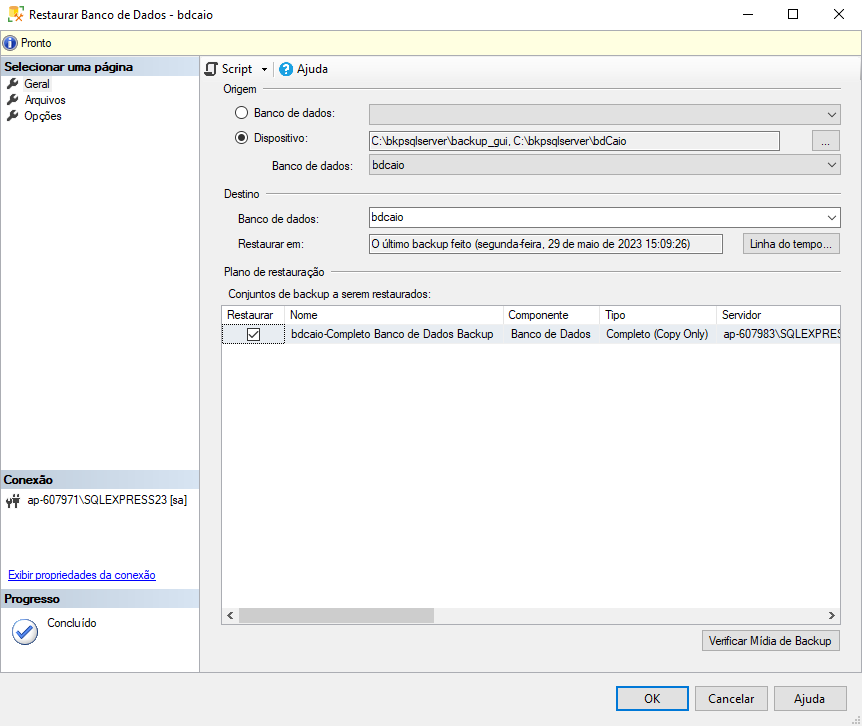 Restaurar Banco de Dados - bdcaio
Pronto
Selecionar uma página
Geral
Arquivos
Opções
Script
Ajuda
Origem
Banco de dados:
Dispositivo:
C:\bkpsqlserver\backup_gui, C:\bkpsqlserver\bdCaio
...
Banco de dados:
bdcaio
Destino
Banco de dados:
bdcaio
Restaurar em:
O último backup feito (segunda-feira, 29 de maio de 2023 15:09:26)
Linha do tempo...
Plano de restauração
Conjuntos de backup a serem restaurados:
Restaurar Nome Componente Tipo Servidor
bdcaio-Completo Banco de Dados Backup Banco de Dados Completo (Copy Only) ap-607983\SQLEXPRES
Conexão
ap-607971\SQLEXPRESS23 [sa]
Exibir propriedades da conexão
Progresso
Concluído
Verificar Mídia de Backup
OK
Cancelar
Ajuda